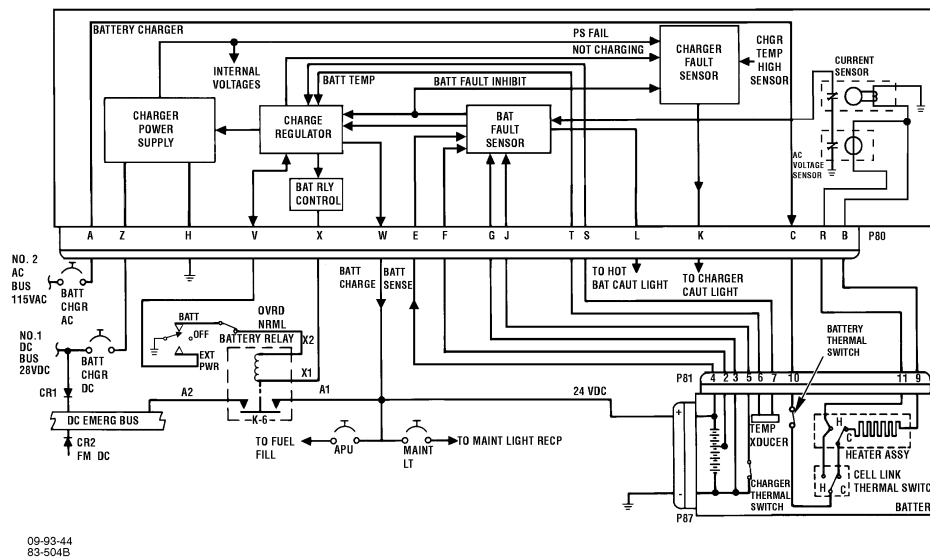 BATTERY CHARGER
PS FAIL
NOT CHARGING
INTERNAL
VOLTAGES
BATT TEMP
BATT FAULT INHIBIT
CHARGER
FAULT
SENSOR
CHGR
TEMP
HIGH
SENSOR
CURRENT
SENSOR
CHARGER
POWER
SUPPLY
CHARGE
REGULATOR
BAT
FAULT
SENSOR
AC
VOLTAGE
SENSOR
BAT RLY
CONTROL
A Z H V X W E F G J T S L K C R B P80
NO. 2
AC
BUS
115VAC
BATT
CHGR
AC
BATT
CHARGE
BATT
SENSE
TO HOT
BAT CAUT LIGHT
TO CHARGER
CAUT LIGHT
NO.1
DC
BUS
28VDC
BATT
CHGR
DC
BATT
OFF
EXT
PWR
OVRD
NRML
BATTERY RELAY
X2
X1
BATTERY
THERMAL
SWITCH
CR1
A2
K-6
A1
24 VDC
P81 4 2 3 5 6 7 10 11 9
DC EMERG BUS
CR2
FM DC
TO FUEL
FILL
APU
MAINT
LT
TO MAINT LIGHT RECP
+
-
P87
TEMP
XDUCER
CHARGER
THERMAL
SWITCH
H
C
HEATER ASSY
H
C
CELL LINK
THERMAL SWITC
BATTER
09-93-44
83-504B